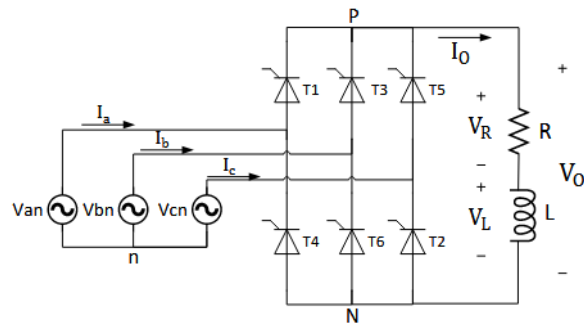 P
I_O
T1
T3
T5
+
+
I_a
V_R
R
I_b
−
V_O
I_c
+
Van
Vbn
Vcn
V_L
L
T4
T6
T2
n
−
−
N